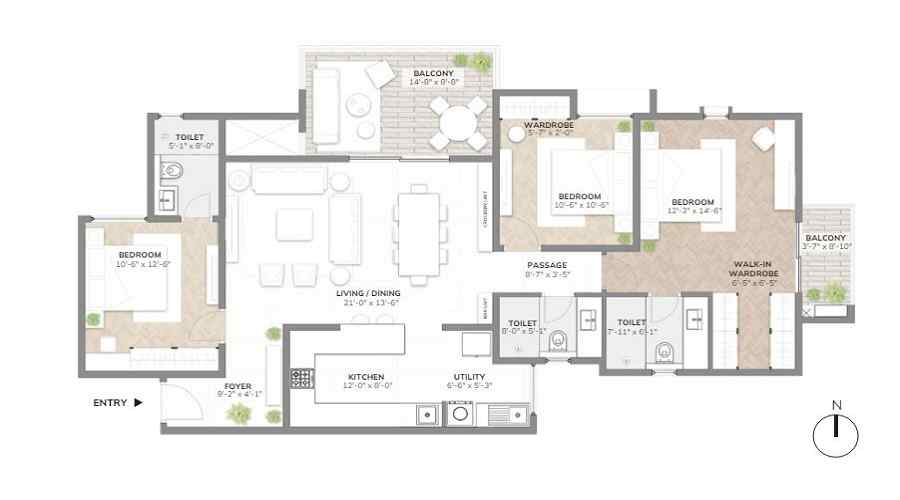 BALCONY
14'-9" x 9'-0"
WARDROBE
5'-7" x 2'-0"
TOILET
5'-1" x 8'-0"
BEDROOM
10'-6" x 10'-6"
BEDROOM
12'-3" x 14'-6"
BALCONY
3'-7" x 8'-10"
BEDROOM
10'-6" x 12'-6"
PASSAGE
8'-7" x 3'-5"
WALK-IN
WARDROBE
6'-5" x 6'-5"
LIVING / DINING
21'-0" x 13'-6"
TOILET
8'-0" x 5'-1"
TOILET
7'-11" x 6'-1"
KITCHEN
12'-0" x 8'-0"
UTILITY
6'-6" x 5'-3"
FOYER
9'-2" x 4'-1"
ENTRY
N